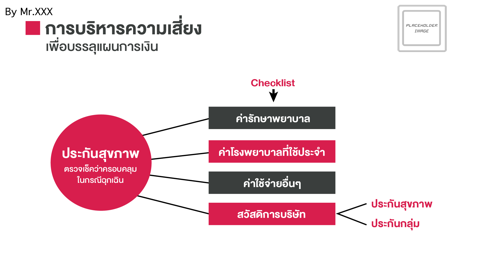 By Mr.XXX
การบริหารความเสี่ยง
เพื่อบรรลุแผนการเงิน
PLACEHOLDER
IMAGE
Checklist
ค่ารักษาพยาบาล
ประกันสุขภาพ
ตรวจเช็คว่าครอบคลุม
ในกรณีฉุกเฉิน
ค่าโรงพยาบาลที่ใช้ประจำ
ค่าใช้จ่ายอื่นๆ
สวัสดิการบริษัท
ประกันสุขภาพ
ประกันกลุ่ม